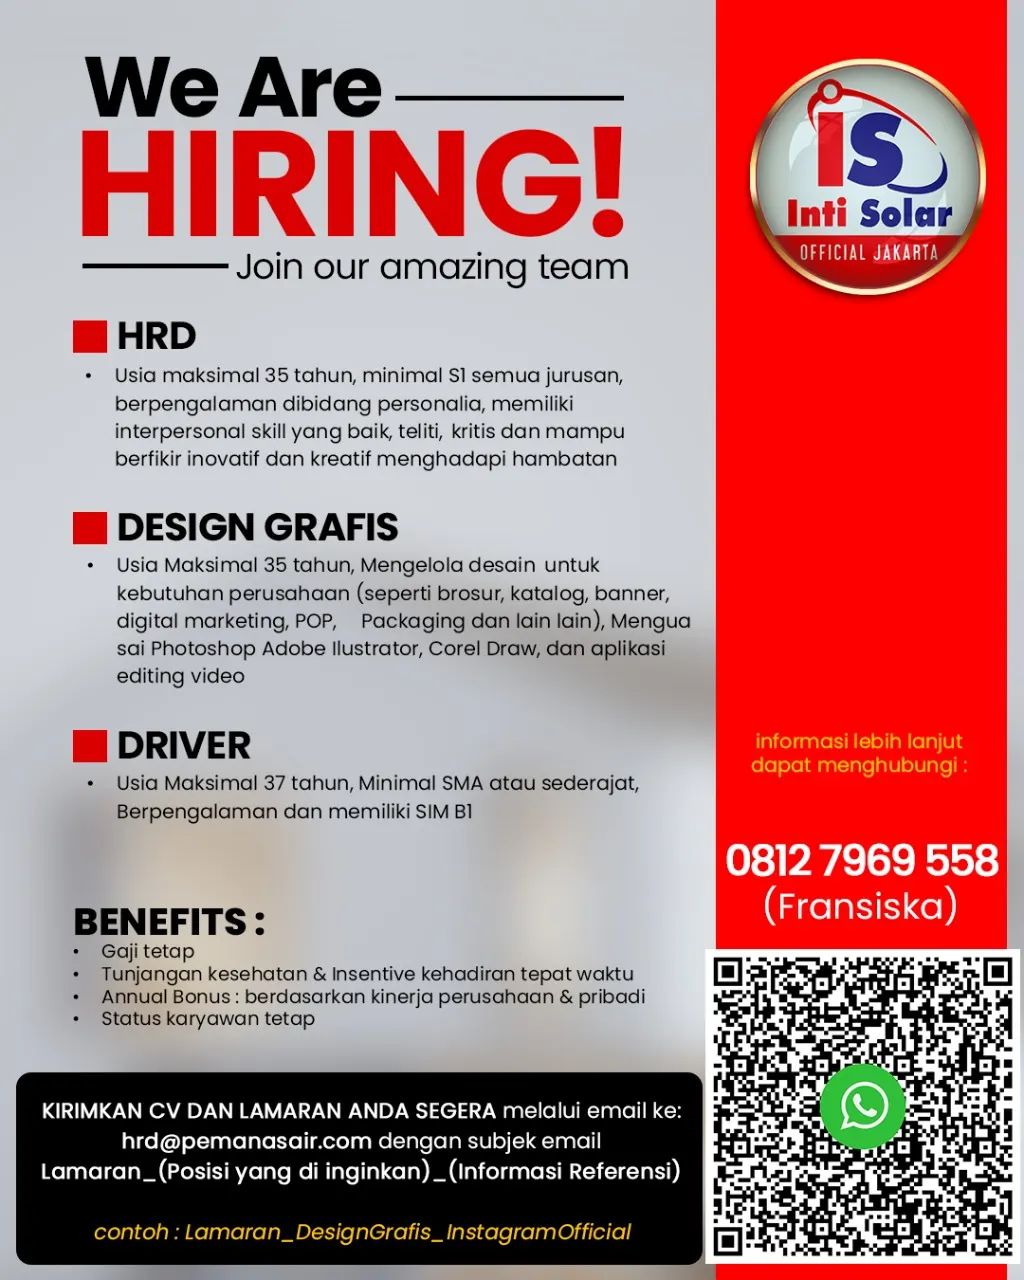 We Are
HIRING!
Join our amazing team
IS
Inti Solar
OFFICIAL JAKARTA
HRD
• Usia maksimal 35 tahun, minimal S1 semua jurusan,
berpengalaman dibidang personalia, memiliki
interpersonal skill yang baik, teliti, kritis dan mampu
berfikir inovatif dan kreatif menghadapi hambatan
DESIGN GRAFIS
• Usia Maksimal 35 tahun, Mengelola desain untuk
kebutuhan perusahaan (seperti brosur, katalog, banner,
digital marketing, POP, Packaging dan lain lain), Mengua
sai Photoshop Adobe Ilustrator, Corel Draw, dan aplikasi
editing video
DRIVER
• Usia Maksimal 37 tahun, Minimal SMA atau sederajat,
Berpengalaman dan memiliki SIM B1
BENEFITS :
• Gaji tetap
• Tunjangan kesehatan & Insentive kehadiran tepat waktu
• Annual Bonus : berdasarkan kinerja perusahaan & pribadi
• Status karyawan tetap
KIRIMKAN CV DAN LAMARAN ANDA SEGERA melalui email ke:
hrd@pemanasair.com dengan subjek email
Lamaran_(Posisi yang di inginkan)_(Informasi Referensi)
contoh : Lamaran_DesignGrafis_InstagramOfficial
informasi lebih lanjut
dapat menghubungi :
0812 7969 558
(Fransiska)